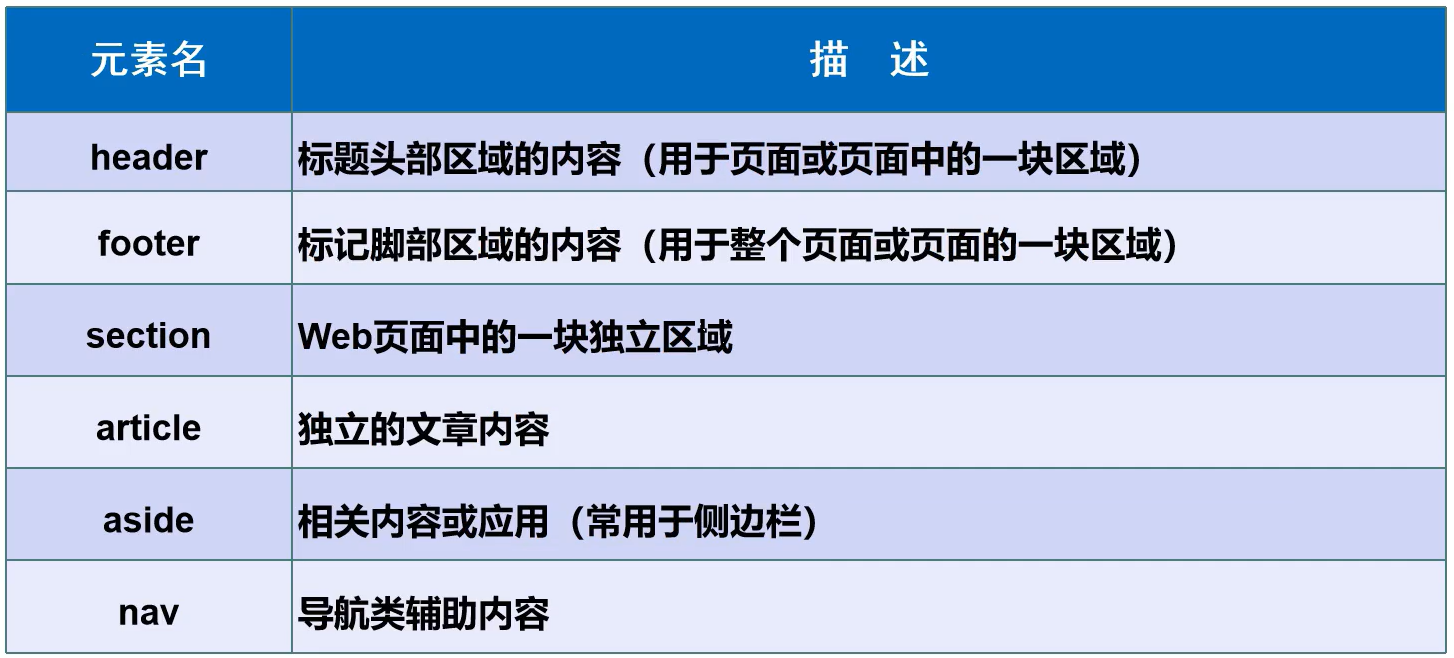 元素名 描 述
header 标题头部区域的内容（用于页面或页面中的一块区域）
footer 标记脚部区域的内容（用于整个页面或页面的一块区域）
section Web页面中的一块独立区域
article 独立的文章内容
aside 相关内容或应用（常用于侧边栏）
nav 导航类辅助内容